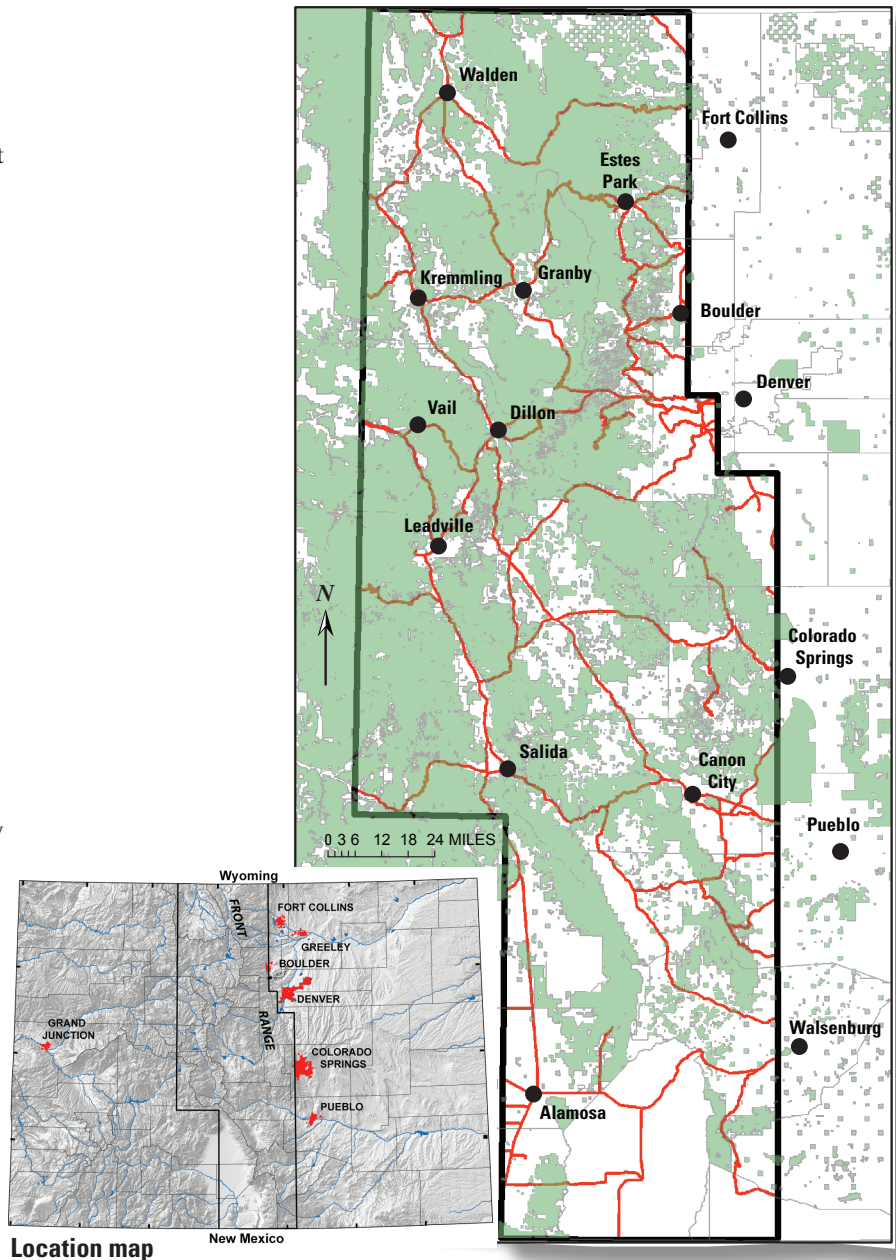 t
Walden
Fort Collins
Estes
Park
Kremmling
Granby
Boulder
Denver
Vail
Dillon
Leadville
N
Colorado
Springs
Salida
Canon
City
Pueblo
y
0 3 6 12 18 24 MILES
Walsenburg
Alamosa
Wyoming
FRONT
FORT COLLINS
GREELEY
BOULDER
DENVER
RANGE
GRAND
JUNCTION
COLORADO
SPRINGS
PUEBLO
New Mexico
Location map